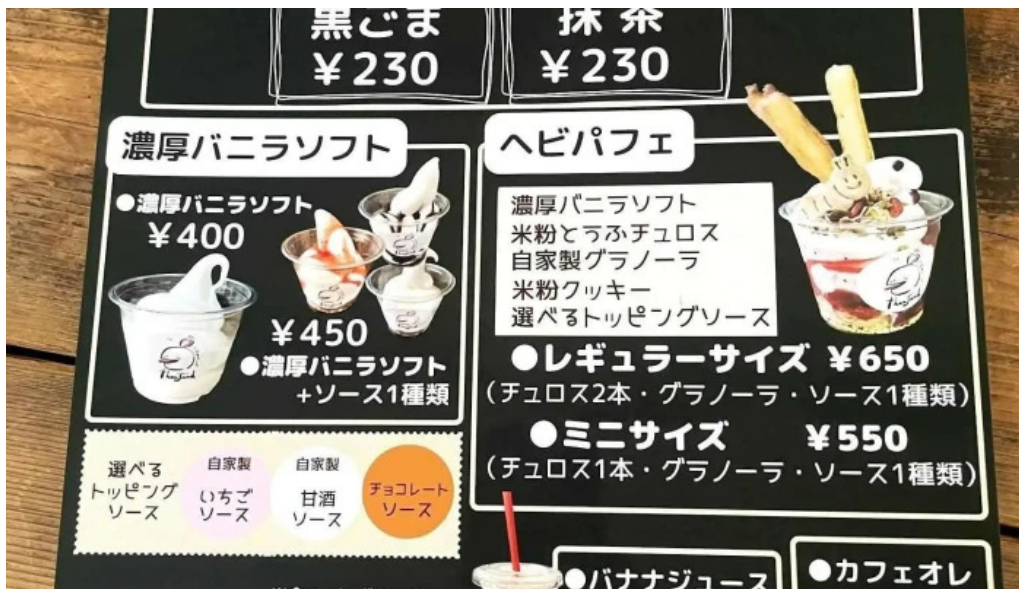 黒ごま
¥230
抹茶
¥230
濃厚バニラソフト
●濃厚バニラソフト
¥400
¥450
●濃厚バニラソフト
+ソース1種類
選べる
トッピング
ソース
自家製
いちご
ソース
自家製
甘酒
ソース
チョコレート
ソース
ヘビパフェ
濃厚バニラソフト
米粉とうふチュロス
自家製グラノーラ
米粉クッキー
選べるトッピングソース
●レギュラーサイズ ¥650
(チュロス2本・グラノーラ・ソース1種類)
●ミニサイズ ¥550
(チュロス1本・グラノーラ・ソース1種類)
●バナナジュース
●カフェオレ